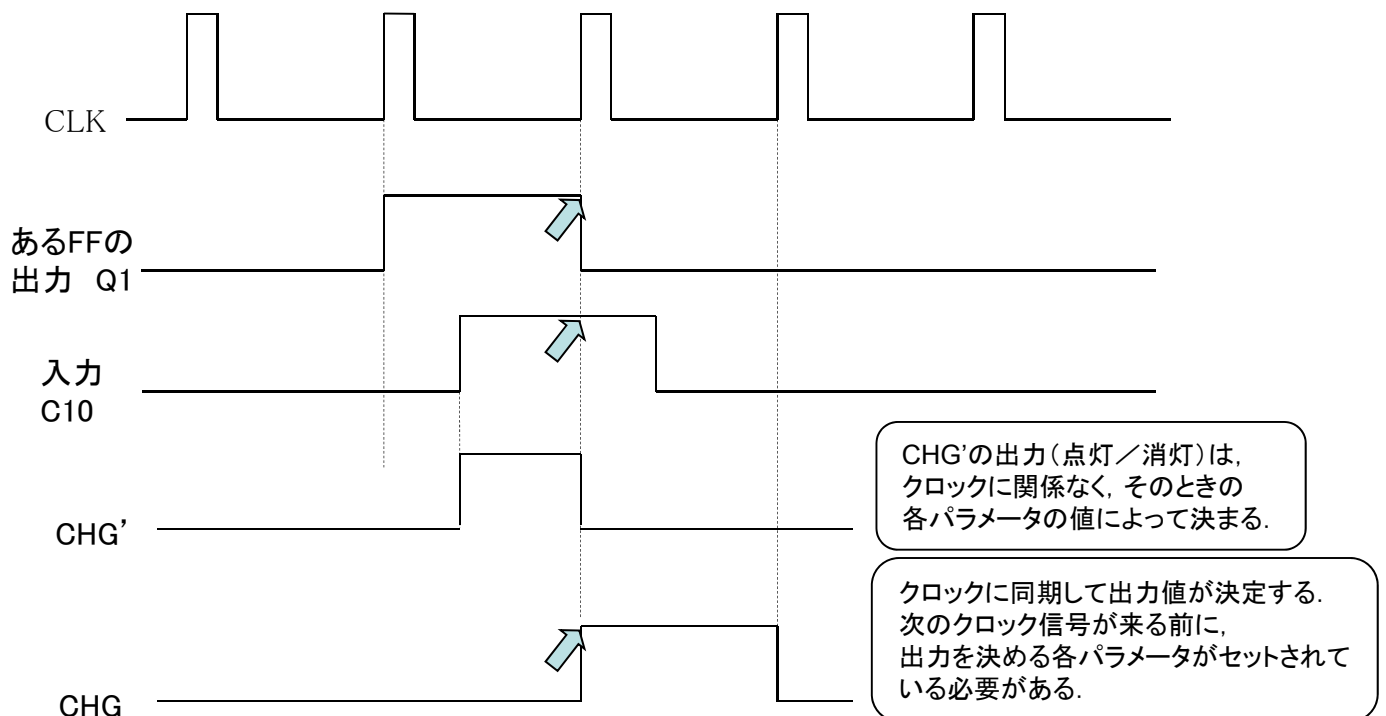 CLK
あるFFの
出力 Q1
入力
C10
CHG’
CHG’の出力(点灯/消灯)は,
クロックに関係なく, そのときの
各パラメータの値によって決まる.
CHG
クロックに同期して出力値が決定する.
次のクロック信号が来る前に,
出力を決める各パラメータがセットされて
いる必要がある.